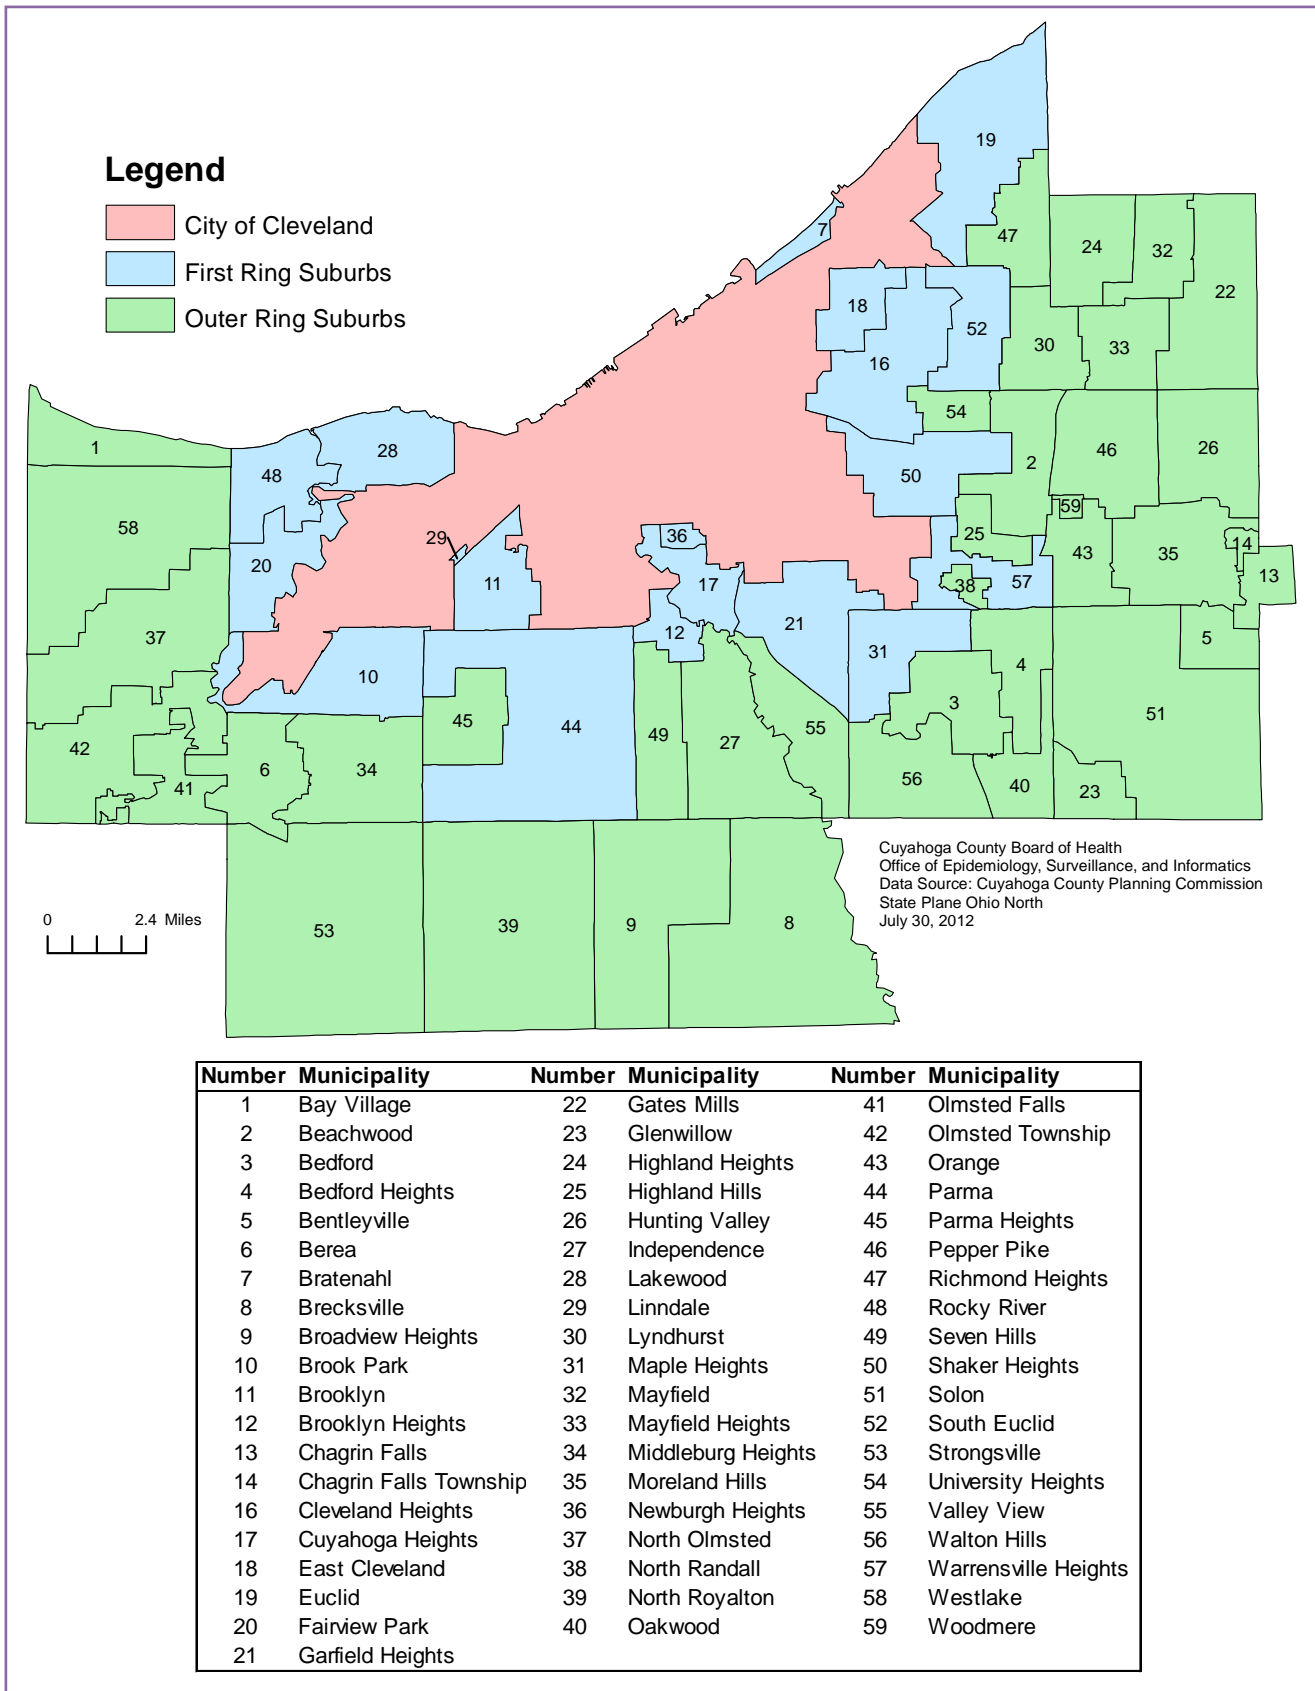 Legend
City of Cleveland
First Ring Suburbs
Outer Ring Suburbs
19
7
47
24
32
22
18
52
16
30
33
54
1
28
48
2
46
26
50
58
59
29
36
25
14
20
11
17
43
35
38
57
13
12
21
37
5
31
10
4
3
45
44
49
27
55
51
42
6
34
41
56
40
23
Cuyahoga County Board of Health
Office of Epidemiology, Surveillance, and Informatics
Data Source: Cuyahoga County Planning Commission
State Plane Ohio North
July 30, 2012
0 2.4 Miles
53
39
9
8
Number Municipality Number Municipality Number Municipality
1 Bay Village 22 Gates Mills 41 Olmsted Falls
2 Beachwood 23 Glenwillow 42 Olmsted Township
3 Bedford 24 Highland Heights 43 Orange
4 Bedford Heights 25 Highland Hills 44 Parma
5 Bentleyville 26 Hunting Valley 45 Parma Heights
6 Berea 27 Independence 46 Pepper Pike
7 Bratenahl 28 Lakewood 47 Richmond Heights
8 Brecksville 29 Linndale 48 Rocky River
9 Broadview Heights 30 Lyndhurst 49 Seven Hills
10 Brook Park 31 Maple Heights 50 Shaker Heights
11 Brooklyn 32 Mayfield 51 Solon
12 Brooklyn Heights 33 Mayfield Heights 52 South Euclid
13 Chagrin Falls 34 Middleburg Heights 53 Strongsville
14 Chagrin Falls Township 35 Moreland Hills 54 University Heights
16 Cleveland Heights 36 Newburgh Heights 55 Valley View
17 Cuyahoga Heights 37 North Olmsted 56 Walton Hills
18 East Cleveland 38 North Randall 57 Warrensville Heights
19 Euclid 39 North Royalton 58 Westlake
20 Fairview Park 40 Oakwood 59 Woodmere
21 Garfield Heights